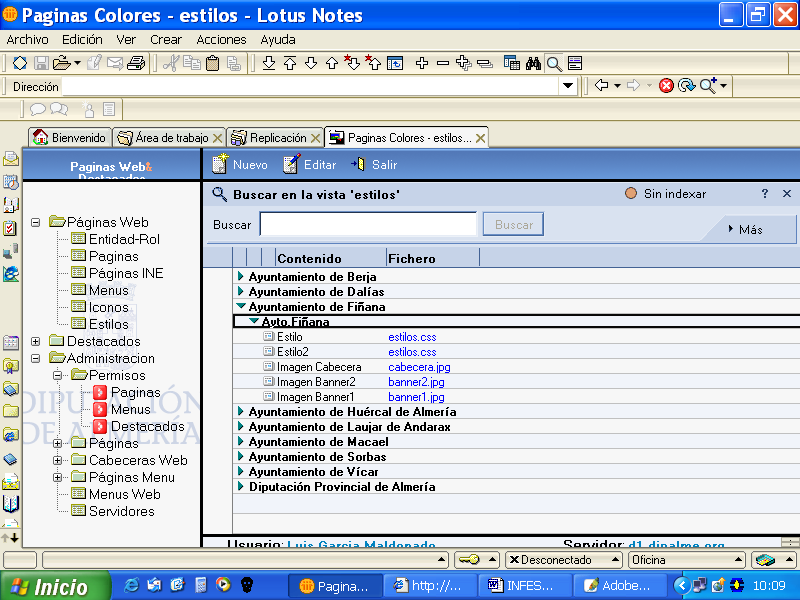 Paginas Colores - estilos - Lotus Notes
Archivo Edición Ver Crear Acciones Ayuda
Dirección
Bienvenido Área de trabajo Replicación Paginas Colores - estilos...
Paginas Web&
Destacados
Nuevo Editar Salir
Buscar en la vista 'estilos' Sin indexar ?
Buscar Buscar Más
Contenido Fichero
Páginas Web
Entidad-Rol
Paginas
Páginas INE
Menus
Iconos
Estilos
Destacados
Administracion
Permisos
Paginas
Menus
Destacados
Páginas
Cabeceras Web
Páginas Menu
Menus Web
Servidores
DIPUTACIÓN
DE ALMERÍA
Ayuntamiento de Berja
Ayuntamiento de Dalías
Ayuntamiento de Fiñana
Ayto.Fiñana
Estilo estilos.css
Estilo2 estilos.css
Imagen Cabecera cabecera.jpg
Imagen Banner2 banner2.jpg
Imagen Banner1 banner1.jpg
Ayuntamiento de Huércal de Almería
Ayuntamiento de Laujar de Andarax
Ayuntamiento de Macael
Ayuntamiento de Sorbas
Ayuntamiento de Vícar
Diputación Provincial de Almería
Usuario: Luis Garcia Maldonado Servidor: d1.dipalme.org
Desconectado Oficina
Inicio Pagina... http://... INFES... Adobe... 10:09